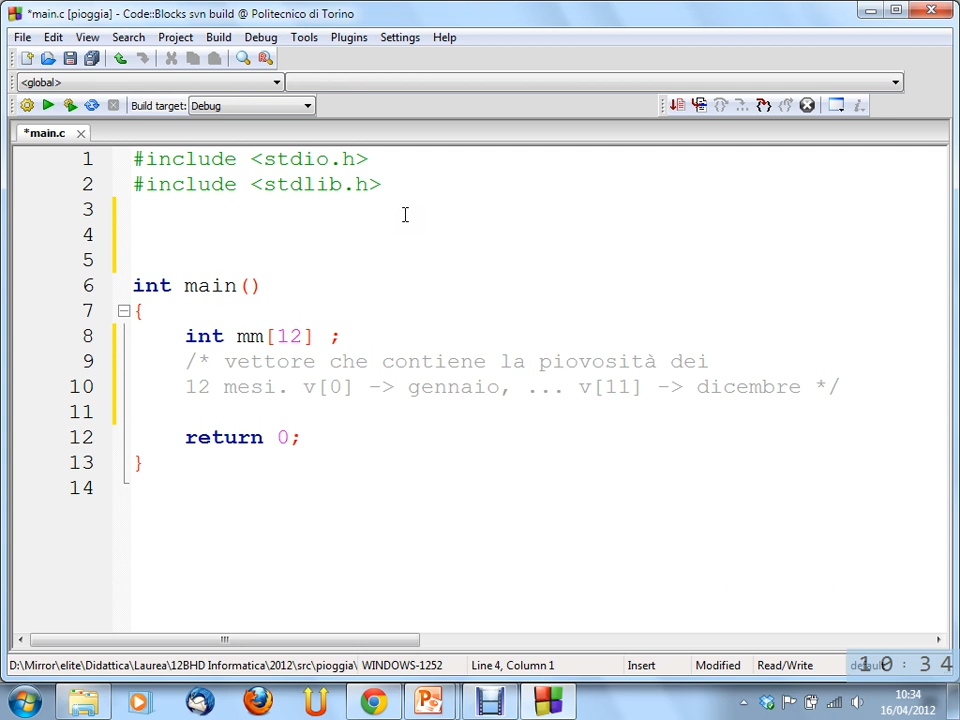 *main.c [pioggia] - Code::Blocks svn build @ Politecnico di Torino
File Edit View Search Project Build Debug Tools Plugins Settings Help
<global>
Build target: Debug
*main.c
1 #include <stdio.h>
2 #include <stdlib.h>
3
4
5
6 int main()
7 {
8 int mm[12] ;
9 /* vettore che contiene la piovosità dei
10 12 mesi. v[0] -> gennaio, ... v[11] -> dicembre */
11
12 return 0;
13 }
14
D:\Mirror\elite\Didattica\Laurea\12BHD Informatica\2012\src\pioggia\ WINDOWS-1252 Line 4, Column 1 Insert Modified Read/Write default
10:34
10:34
16/04/2012